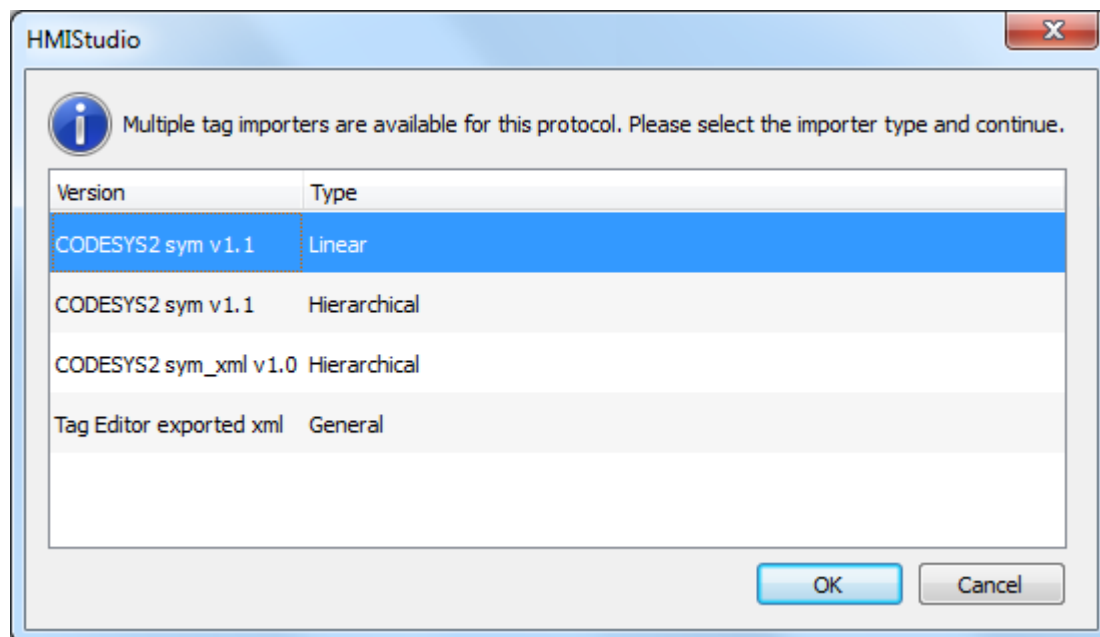 HMIStudio
Multiple tag importers are available for this protocol. Please select the importer type and continue.
Version Type
CODESYS2 sym v1.1 Linear
CODESYS2 sym v1.1 Hierarchical
CODESYS2 sym_xml v1.0 Hierarchical
Tag Editor exported xml General
OK Cancel